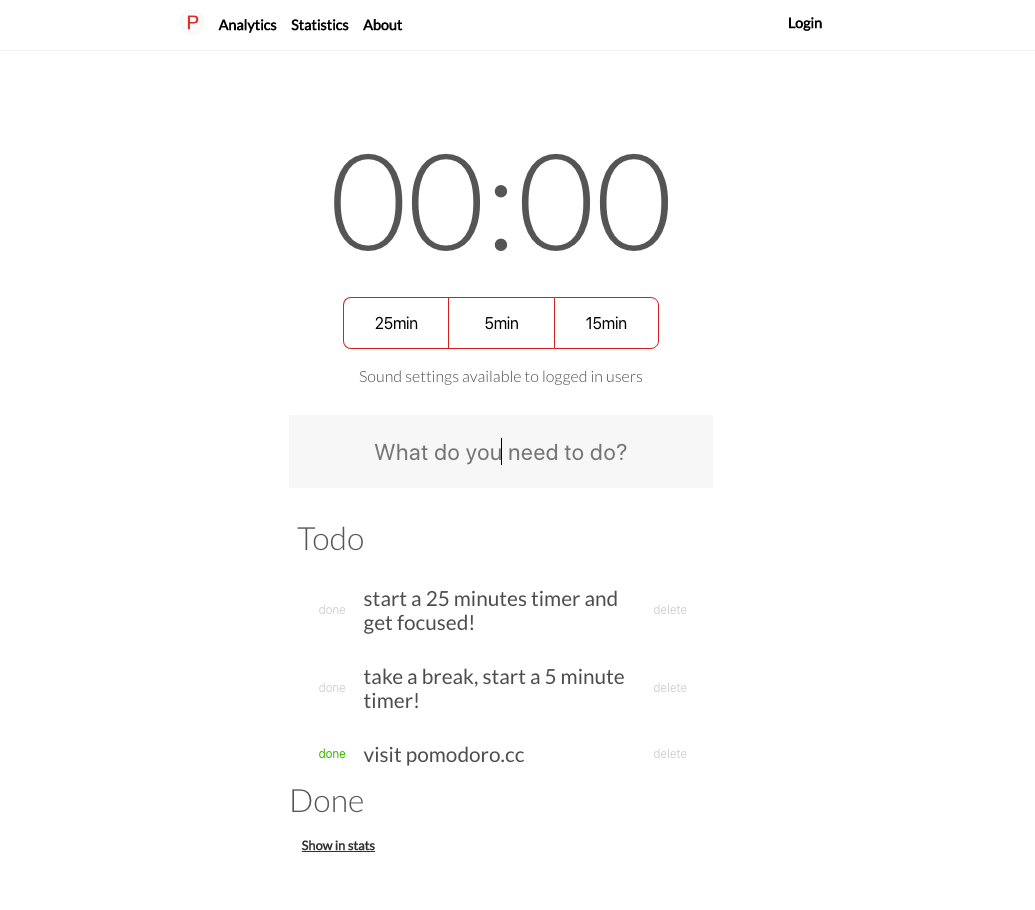 P Analytics Statistics About Login
00:00
25min 5min 15min
Sound settings available to logged in users
What do you need to do?
Todo
done start a 25 minutes timer and delete
get focused!
done take a break, start a 5 minute delete
timer!
done visit pomodoro.cc delete
Done
Show in stats